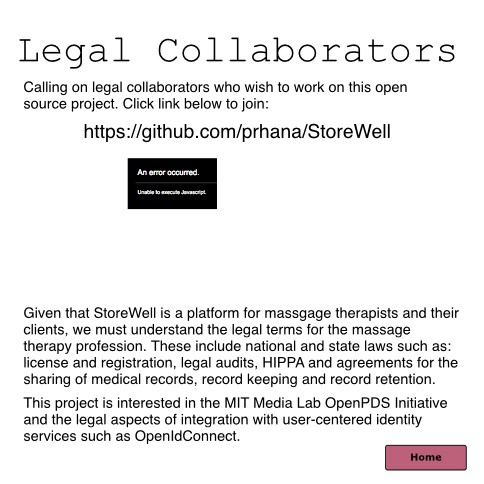 Legal Collaborators
Calling on legal collaborators who wish to work on this open
source project. Click link below to join:
https://github.com/prhana/StoreWell
An error occurred.
Unable to execute Javascript.
Given that StoreWell is a platform for massgage therapists and their
clients, we must understand the legal terms for the massage
therapy profession. These include national and state laws such as:
license and registration, legal audits, HIPPA and agreements for the
sharing of medical records, record keeping and record retention.
This project is interested in the MIT Media Lab OpenPDS Initiative
and the legal aspects of integration with user-centered identity
services such as OpenIdConnect.
Home